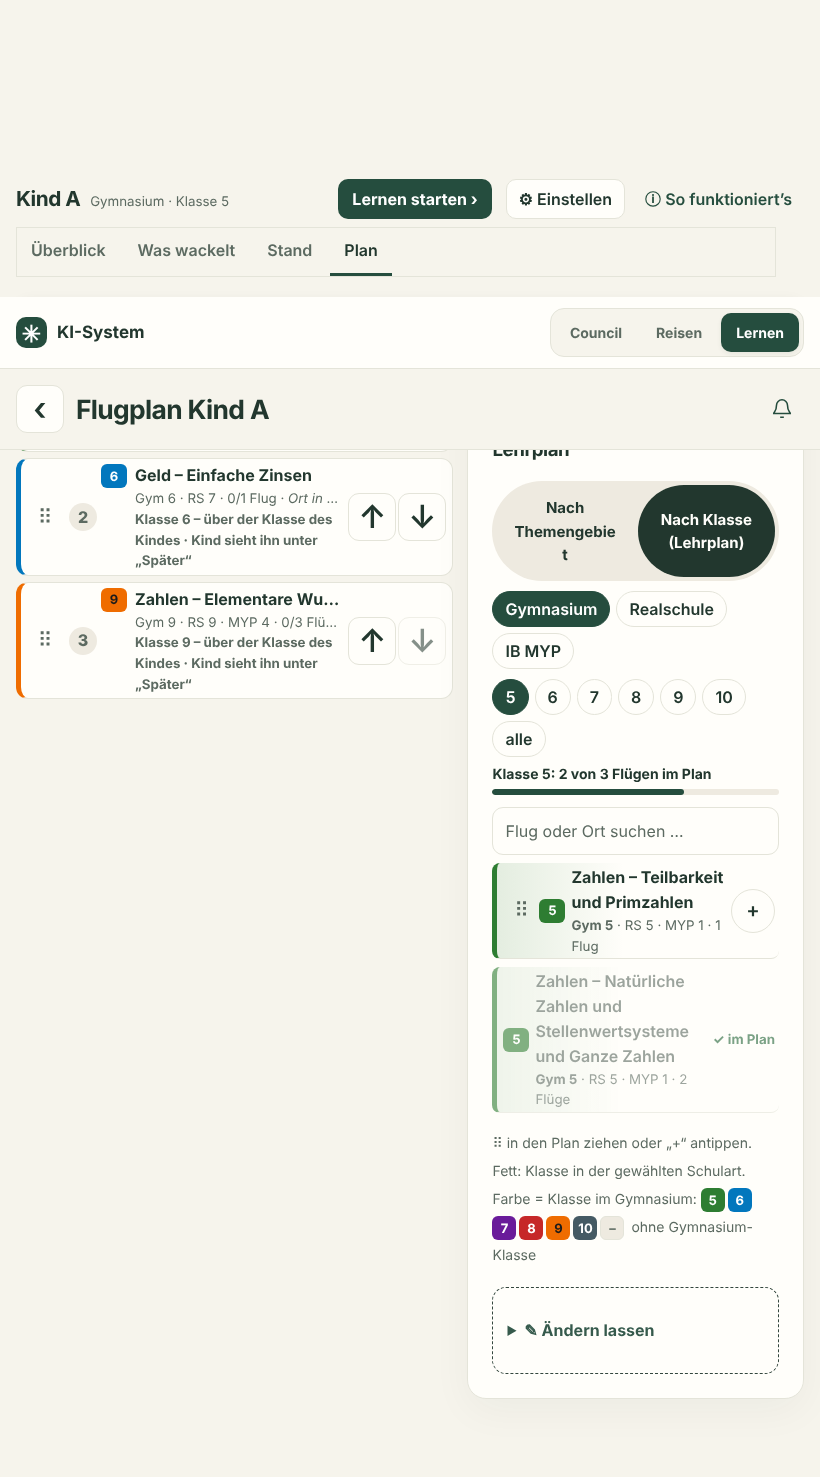 Kind A Gymnasium · Klasse 5
Lernen starten ›
⚙ Einstellen
ⓘ So funktioniert’s
Überblick
Was wackelt
Stand
Plan
KI-System
Council
Reisen
Lernen
‹
Flugplan Kind A
⠿ 2
6 Geld – Einfache Zinsen
Gym 6 · RS 7 · 0/1 Flug · Ort in …
Klasse 6 – über der Klasse des
Kindes · Kind sieht ihn unter
„Später“
↑ ↓
⠿ 3
9 Zahlen – Elementare Wu…
Gym 9 · RS 9 · MYP 4 · 0/3 Flü…
Klasse 9 – über der Klasse des
Kindes · Kind sieht ihn unter
„Später“
↑ ↓
Lehrplan
Nach
Themengebie
t
Nach Klasse
(Lehrplan)
Gymnasium
Realschule
IB MYP
5 6 7 8 9 10
alle
Klasse 5: 2 von 3 Flügen im Plan
Flug oder Ort suchen …
Zahlen – Teilbarkeit
⠿ 5 und Primzahlen +
Gym 5 · RS 5 · MYP 1 · 1
Flug
Zahlen – Natürliche
Zahlen und
Stellenwertsysteme
5 und Ganze Zahlen ✓ im Plan
Gym 5 · RS 5 · MYP 1 · 2
Flüge
⠿ in den Plan ziehen oder „+“ antippen.
Fett: Klasse in der gewählten Schulart.
Farbe = Klasse im Gymnasium: 5 6
7 8 9 10 – ohne Gymnasium-
Klasse
▶ ✎ Ändern lassen